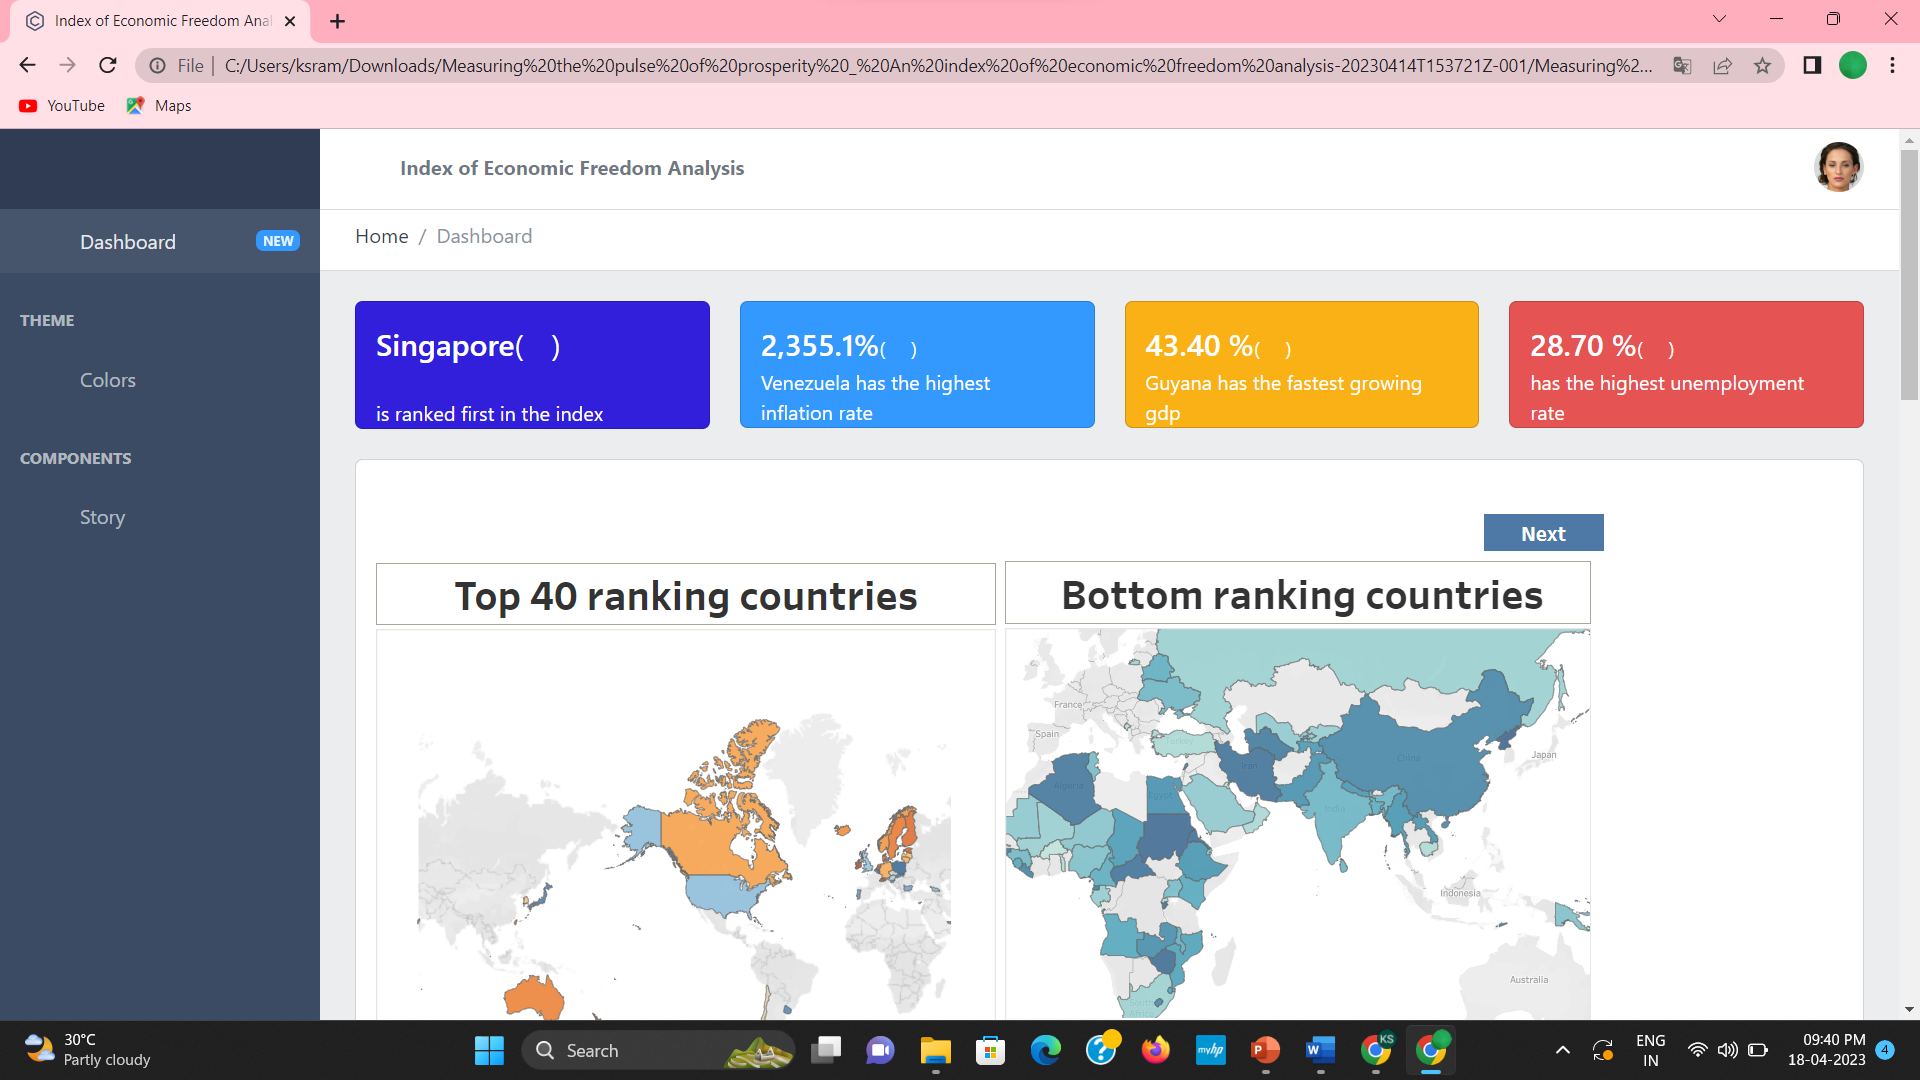 Index of Economic Freedom Anal
File
C:/Users/ksram/Downloads/Measuring%20the%20pulse%20of%20prosperity%20_%20An%20index%20of%20economic%20freedom%20analysis-20230414T153721Z-001/Measuring%2...
YouTube
Maps
Index of Economic Freedom Analysis
Dashboard NEW
Home / Dashboard
THEME
Colors
COMPONENTS
Story
Singapore( )
is ranked first in the index
2,355.1%( )
Venezuela has the highest
inflation rate
43.40 %( )
Guyana has the fastest growing
gdp
28.70 %( )
has the highest unemployment
rate
Next
Top 40 ranking countries
Bottom ranking countries
France
Spain
Turkey
Iran
China
Japan
Algeria
Egypt
India
Indonesia
South
Africa
Australia
30°C
Partly cloudy
Search
myhp
P
W
KS
ENG
IN
09:40 PM
18-04-2023
4